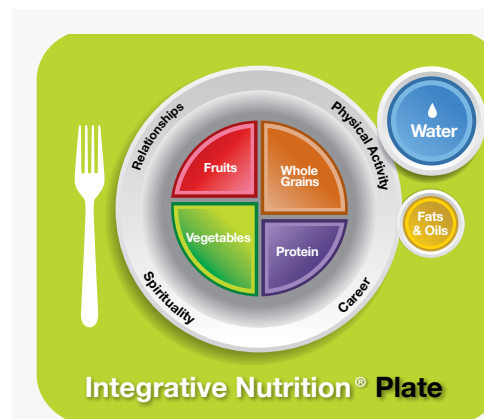 Relationships
Physical Activity
Water
Fruits
Whole
Grains
Fats
& Oils
Vegetables
Protein
Spirituality
Career
Integrative Nutrition® Plate